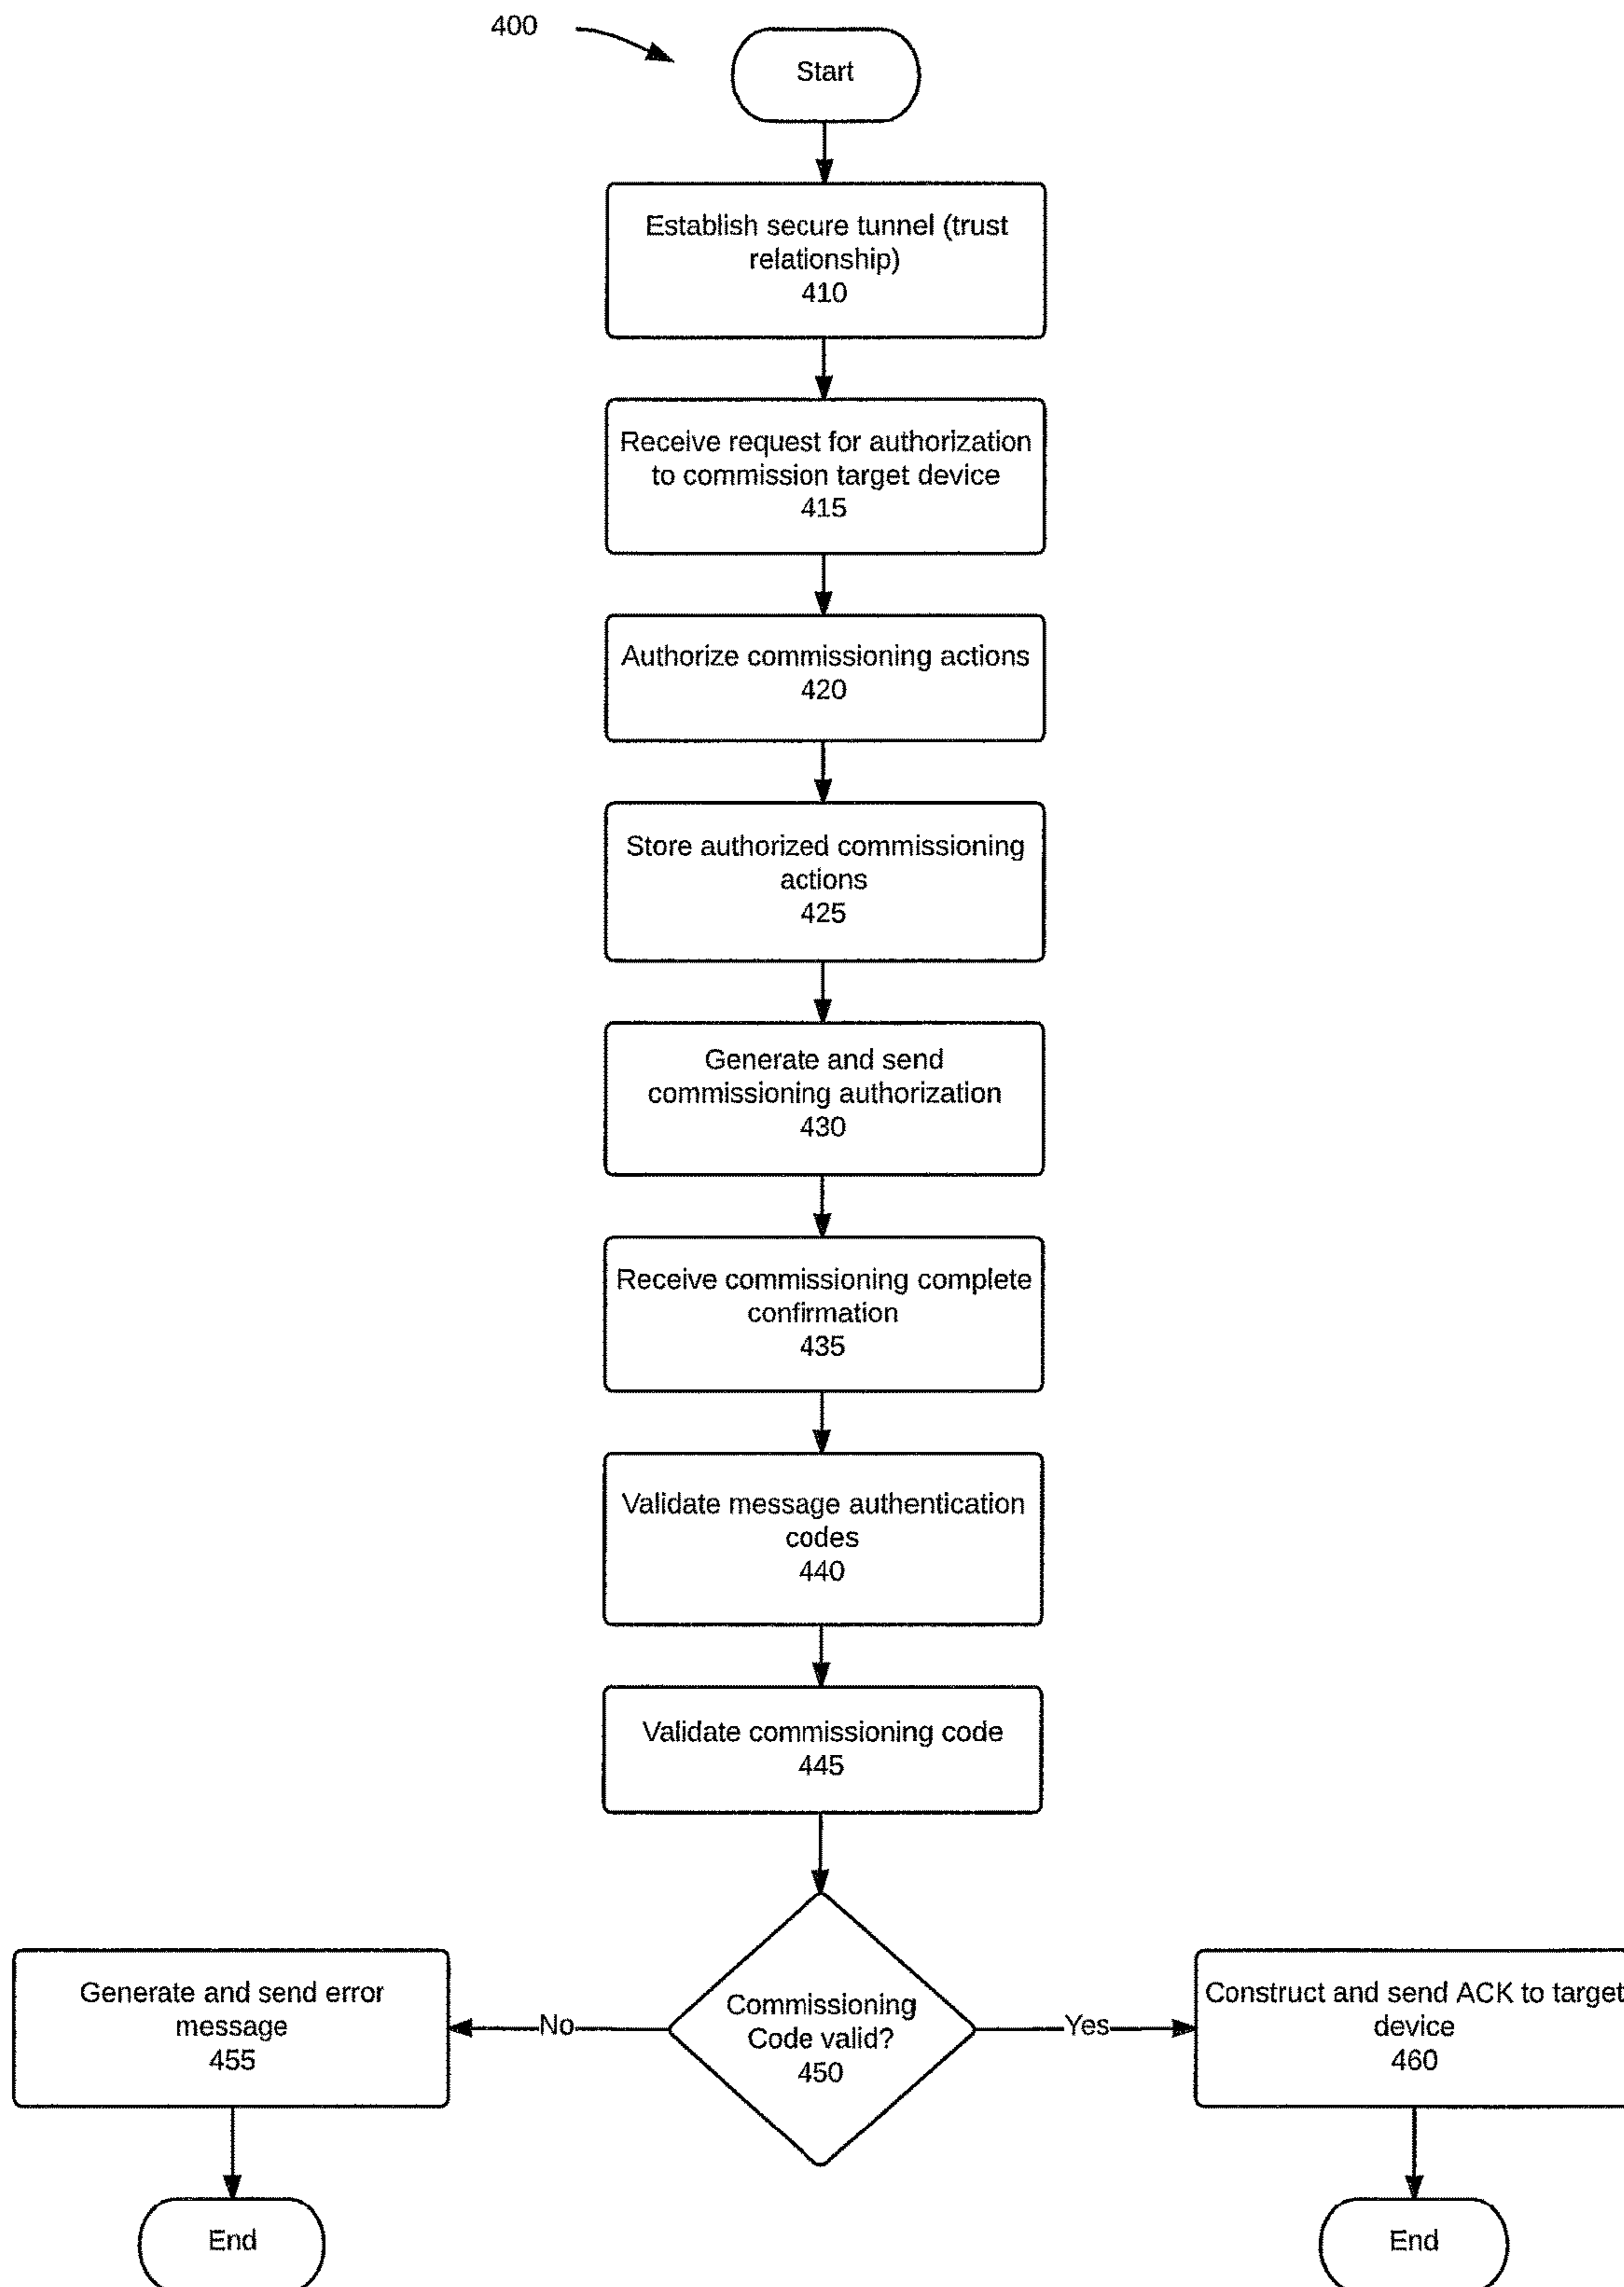 400
Start
Establish secure tunnel (trust
relationship)
410
Receive request for authorization
to commission target device
415
Authorize commissioning actions
420
Store authorized commissioning
actions
425
Generate and send
commissioning authorization
430
Receive commissioning complete
confirmation
435
Validate message authentication
codes
440
Validate commissioning code
445
Commissioning
Code valid?
450
No
Yes
Generate and send error
message
455
Construct and send ACK to target
device
460
End
End